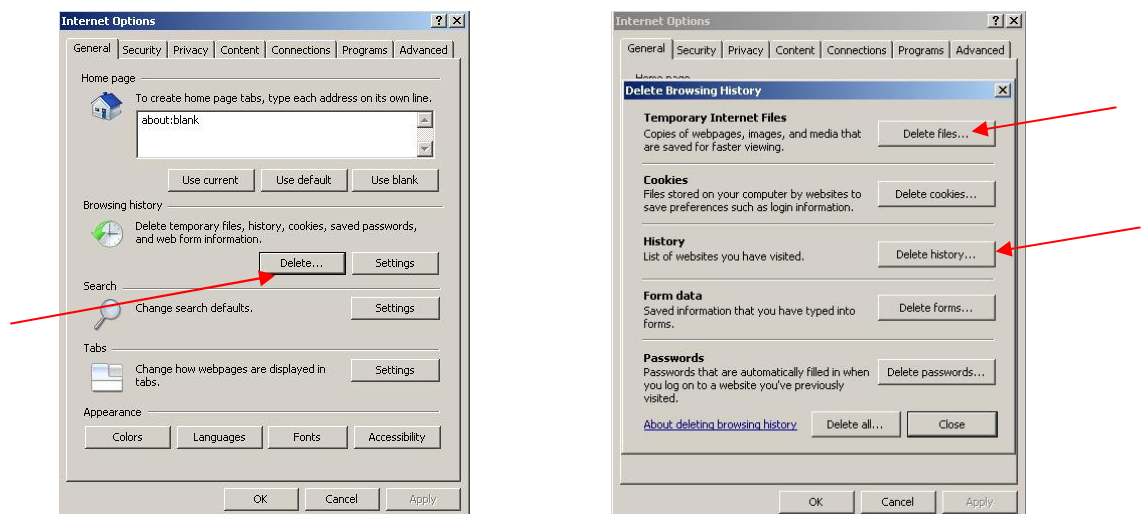 Internet Options
General Security Privacy Content Connections Programs Advanced
Home page
To create home page tabs, type each address on its own line.
about:blank
Use current Use default Use blank
Browsing history
Delete temporary files, history, cookies, saved passwords,
and web form information.
Delete... Settings
Search
Change search defaults. Settings
Tabs
Change how webpages are displayed in
tabs.
Settings
Appearance
Colors Languages Fonts Accessibility
OK Cancel Apply
Internet Options
General Security Privacy Content Connections Programs Advanced
Home page
Delete Browsing History
Temporary Internet Files
Copies of webpages, images, and media that
are saved for faster viewing.
Delete files...
Cookies
Files stored on your computer by websites to
save preferences such as login information.
Delete cookies...
History
List of websites you have visited.
Delete history...
Form data
Saved information that you have typed into
forms.
Delete forms...
Passwords
Passwords that are automatically filled in when
you log on to a website you've previously
visited.
Delete passwords...
About deleting browsing history Delete all... Close
OK Cancel Apply